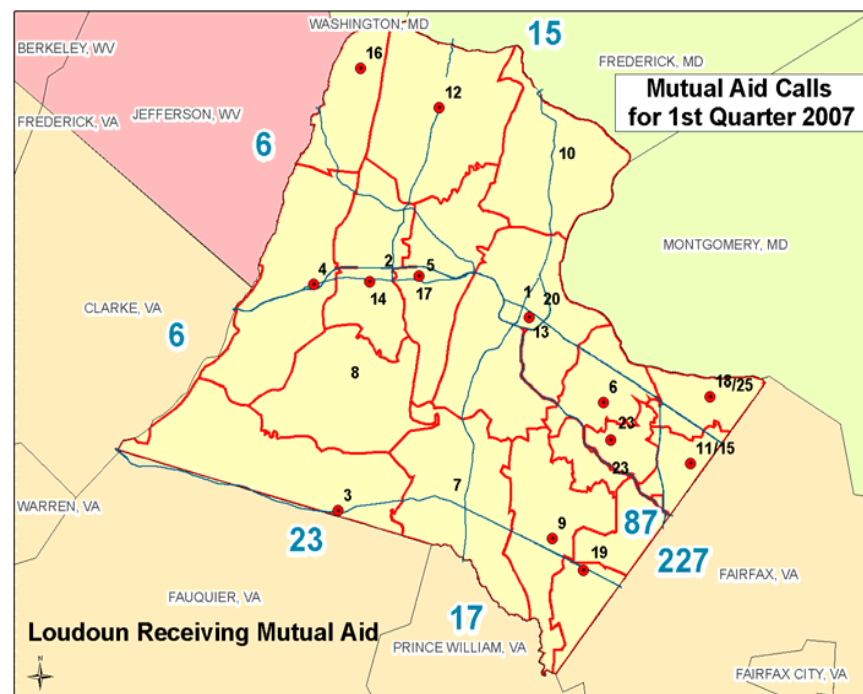 WASHINGTON, MD
15
BERKELEY, WV
16
FREDERICK, MD
Mutual Aid Calls
for 1st Quarter 2007
12
JEFFERSON, WV
FREDERICK, VA
6
10
MONTGOMERY, MD
2
5
4
14
17
CLARKE, VA
1
20
13
6
8
18/25
6
23
11/15
23
WARREN, VA
3
7
23
9
87
227
19
FAIRFAX, VA
FAUQUIER, VA
17
Loudoun Receiving Mutual Aid
PRINCE WILLIAM, VA
N
FAIRFAX CITY, VA